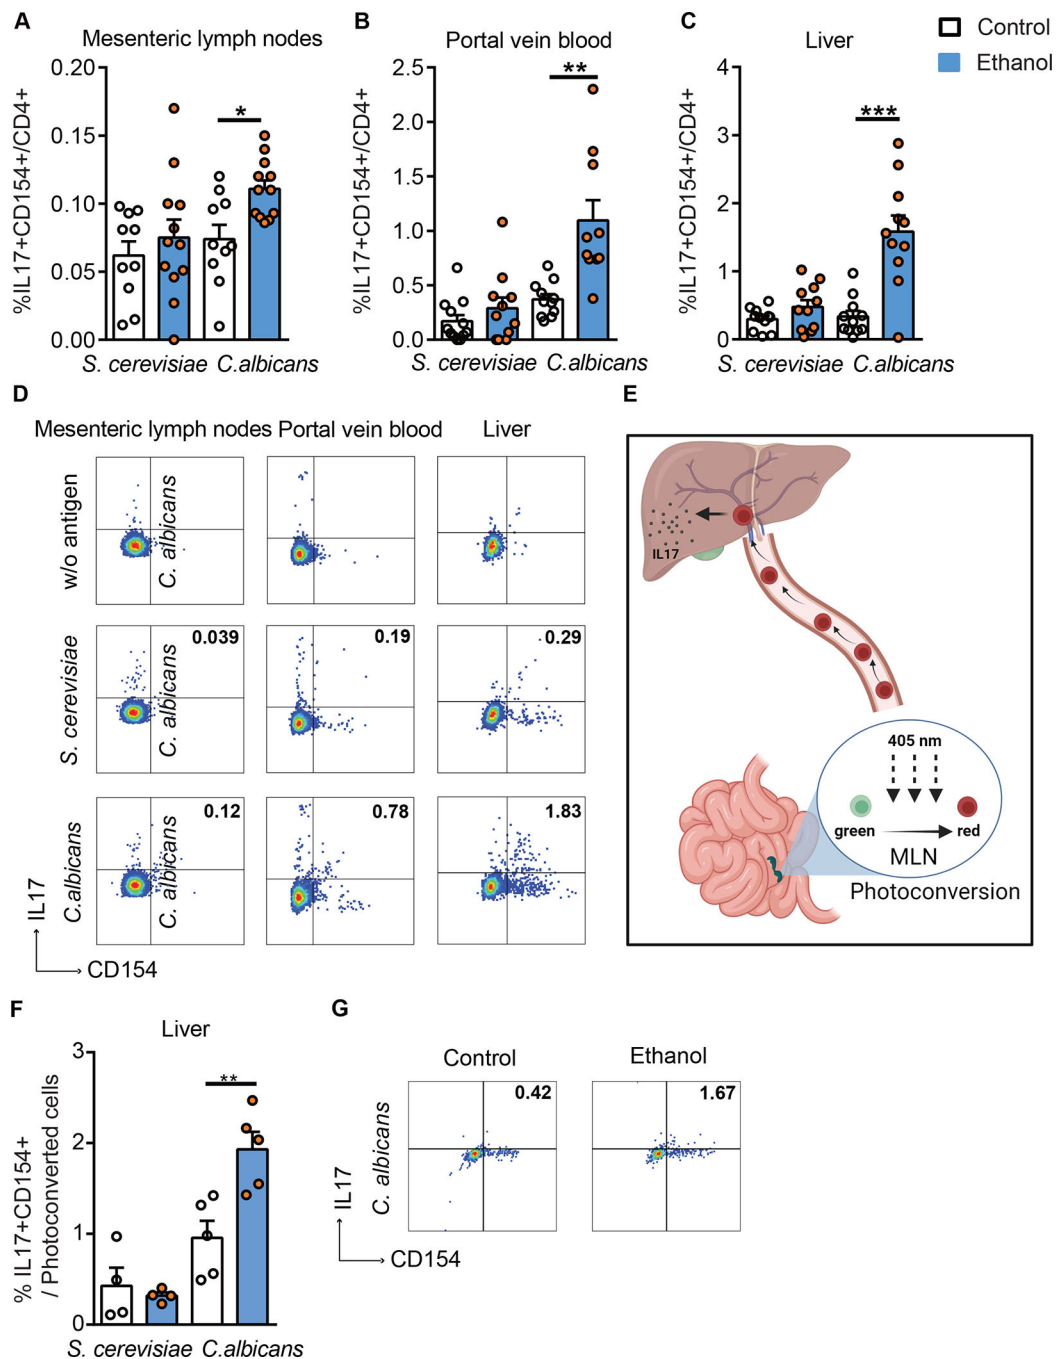 A
Mesenteric lymph nodes
%IL17+CD154+/CD4+
0.20
0.15
0.10
0.05
0.00
*
S. cerevisiae C.albicans
B
Portal vein blood
%IL17+CD154+/CD4+
2.5
2.0
1.5
1.0
0.5
0.0
**
S. cerevisiae C.albicans
C
Liver
%IL17+CD154+/CD4+
4
3
2
1
0
***
S. cerevisiae C.albicans
Control
Ethanol
D
Mesenteric lymph nodes Portal vein blood Liver
w/o antigen
C. albicans
S. cerevisiae
C. albicans
0.039
0.19
0.29
C.albicans
C. albicans
0.12
0.78
1.83
IL17
CD154
E
IL17
405 nm
green
red
MLN
Photoconversion
F
Liver
% IL17+CD154+
/ Photoconverted cells
3
2
1
0
**
S. cerevisiae C.albicans
G
Control
Ethanol
C. albicans
0.42
1.67
IL17
CD154